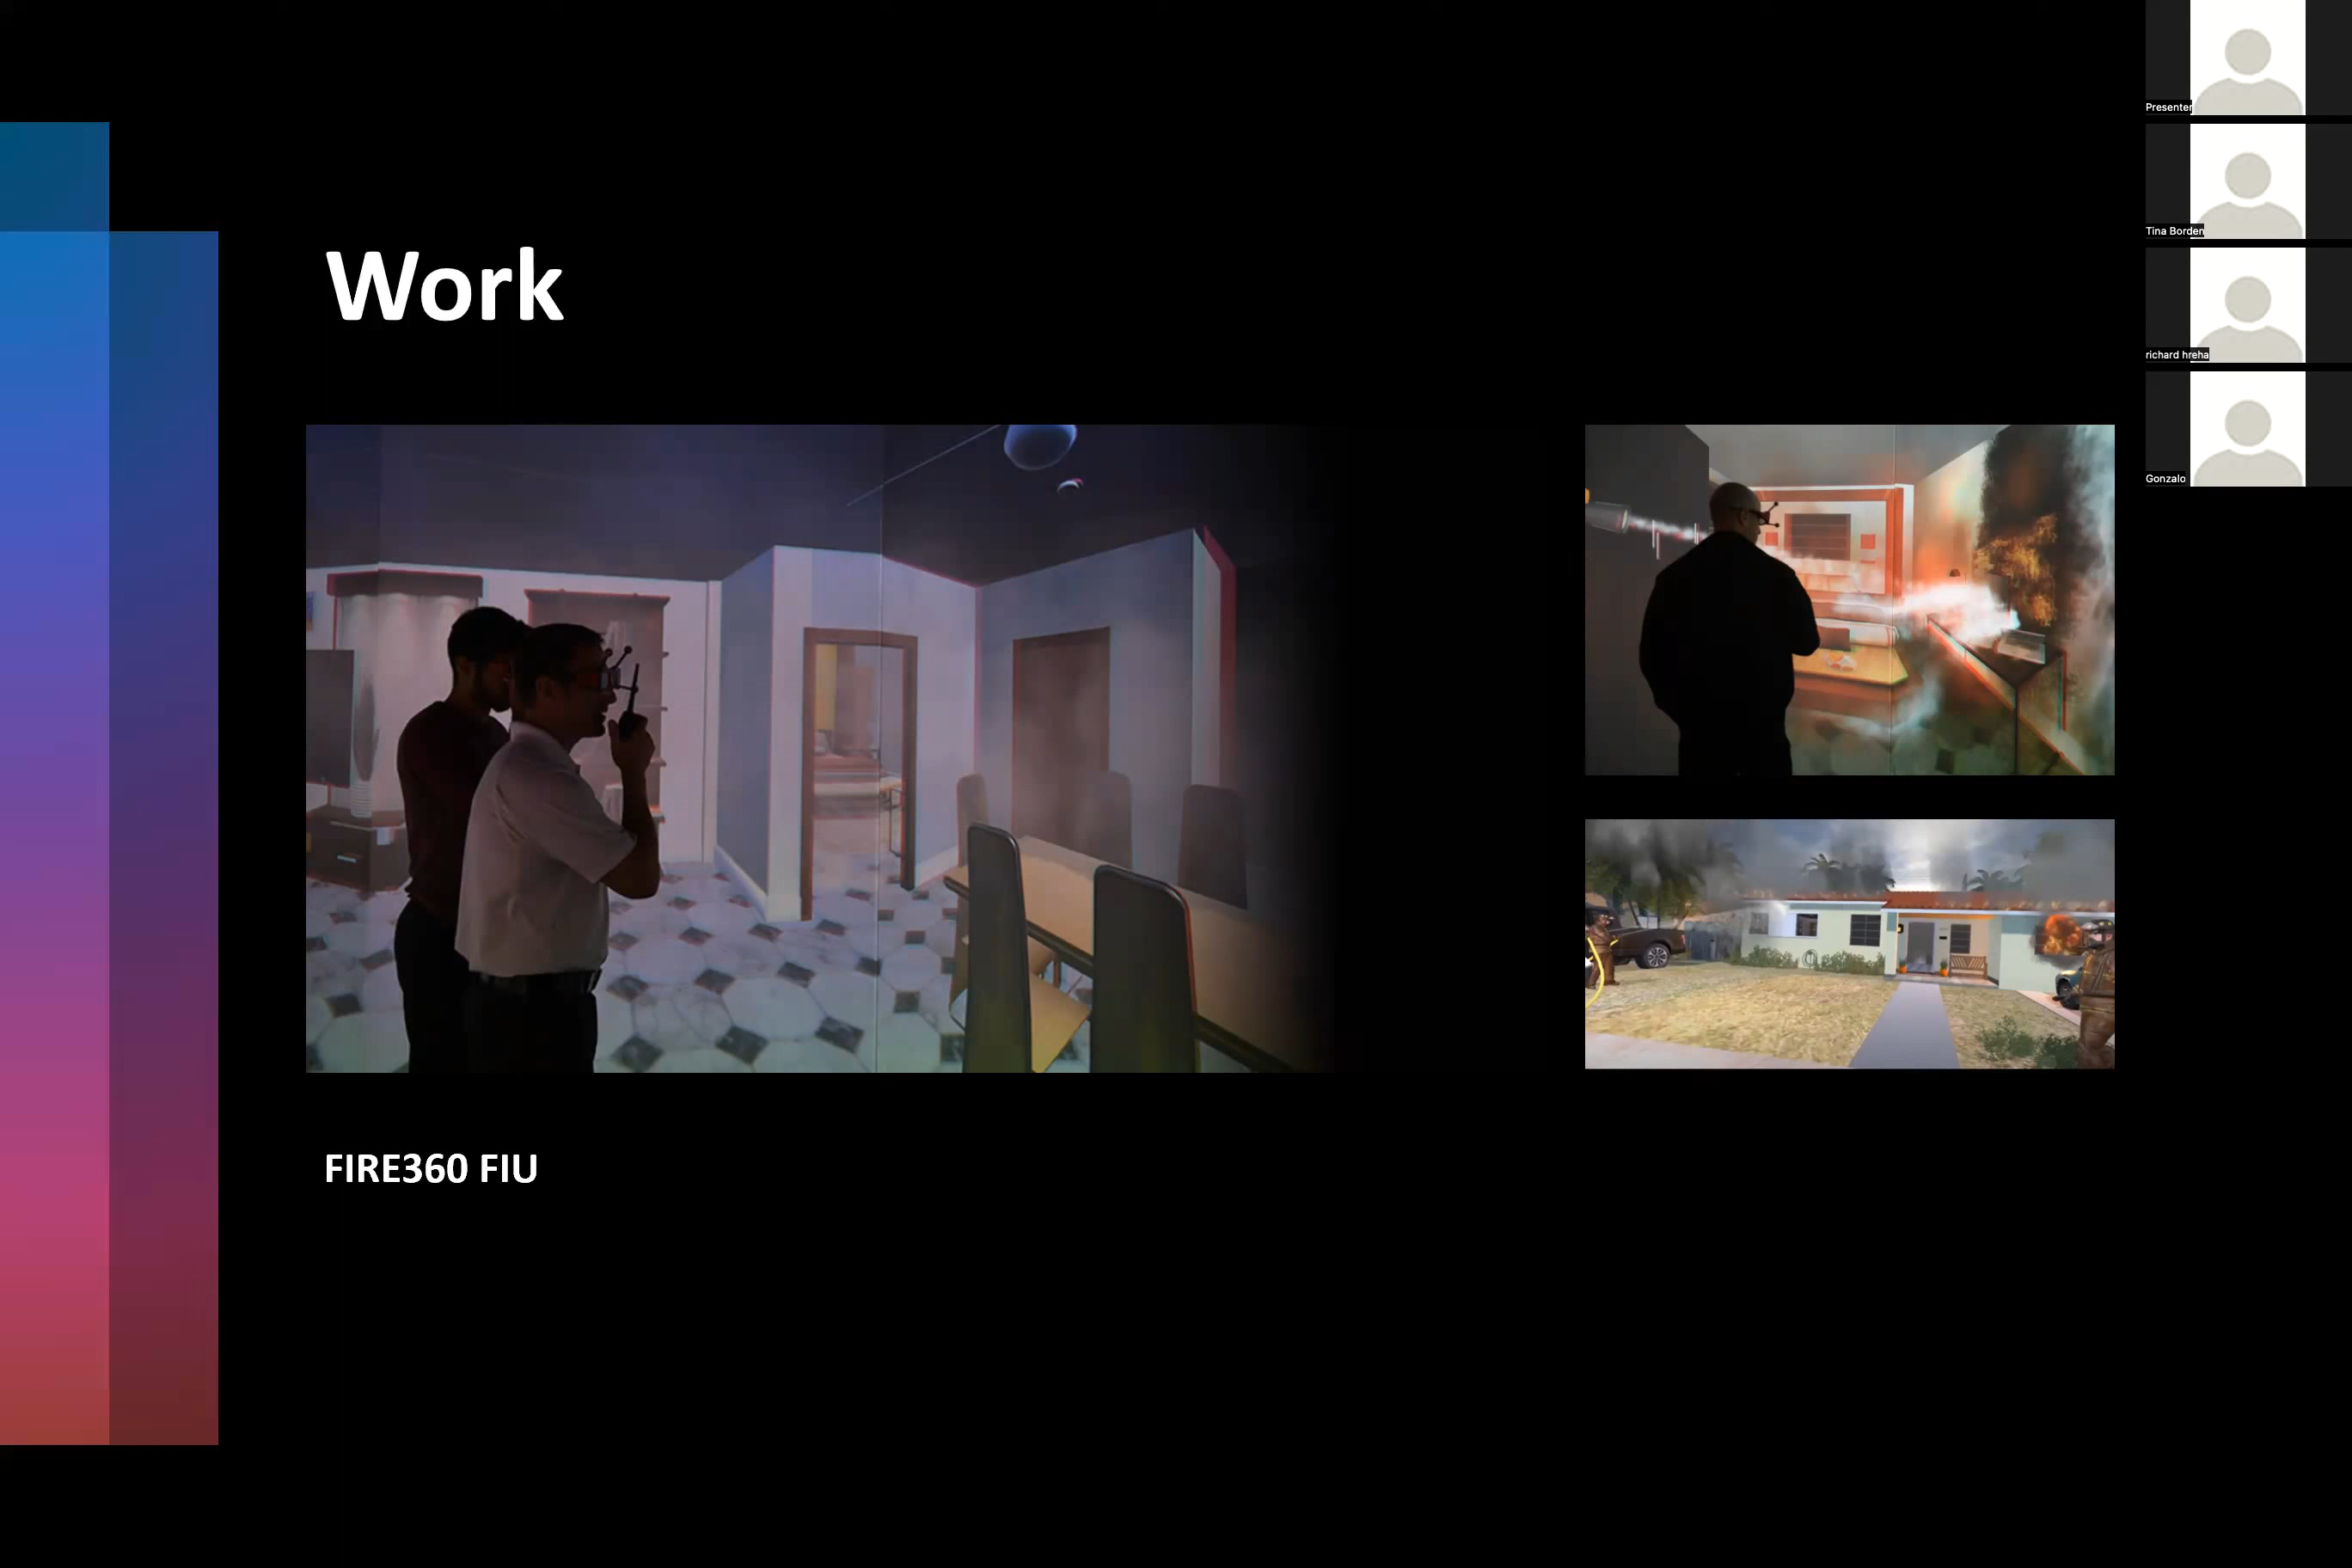 Work
FIRE360 FIU
Presenter
Tina Borden
richard hreha
Gonzalo